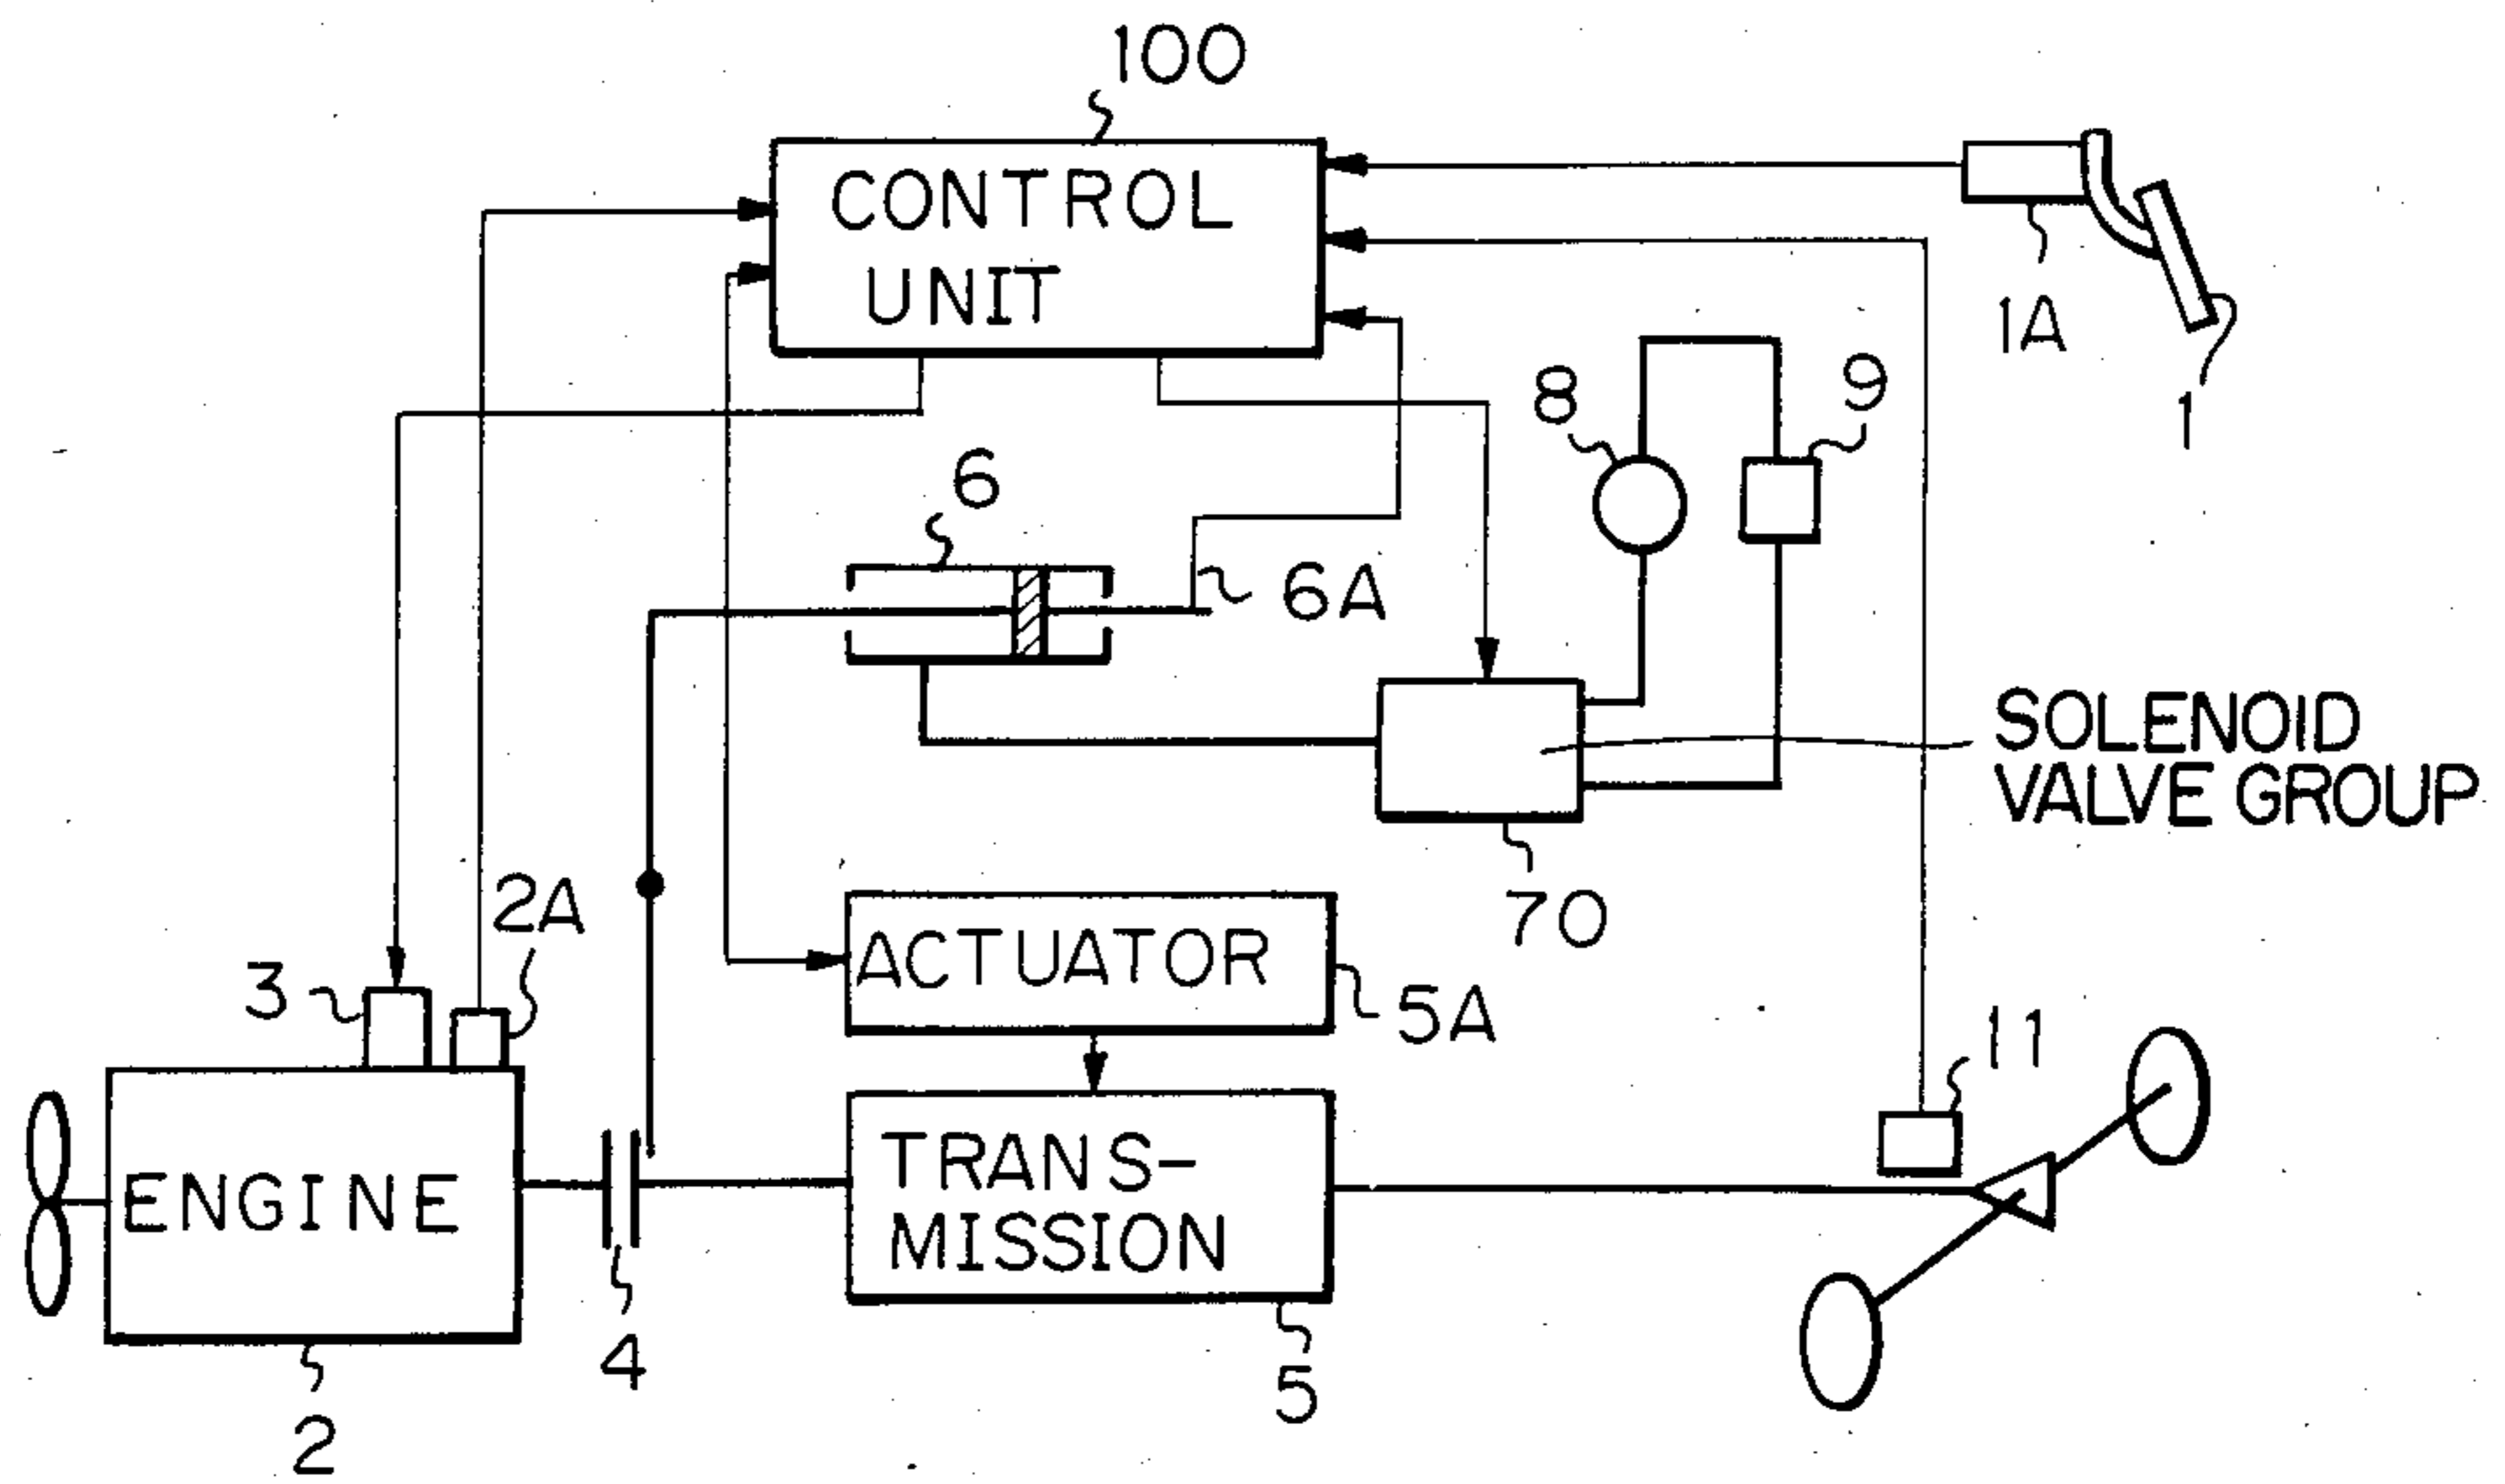 100
CONTROL
UNIT
1A
1
8
9
6
6A
SOLENOID
VALVE GROUP
70
2A
3
ACTUATOR
5A
11
ENGINE
TRANS-
MISSION
4
5
2